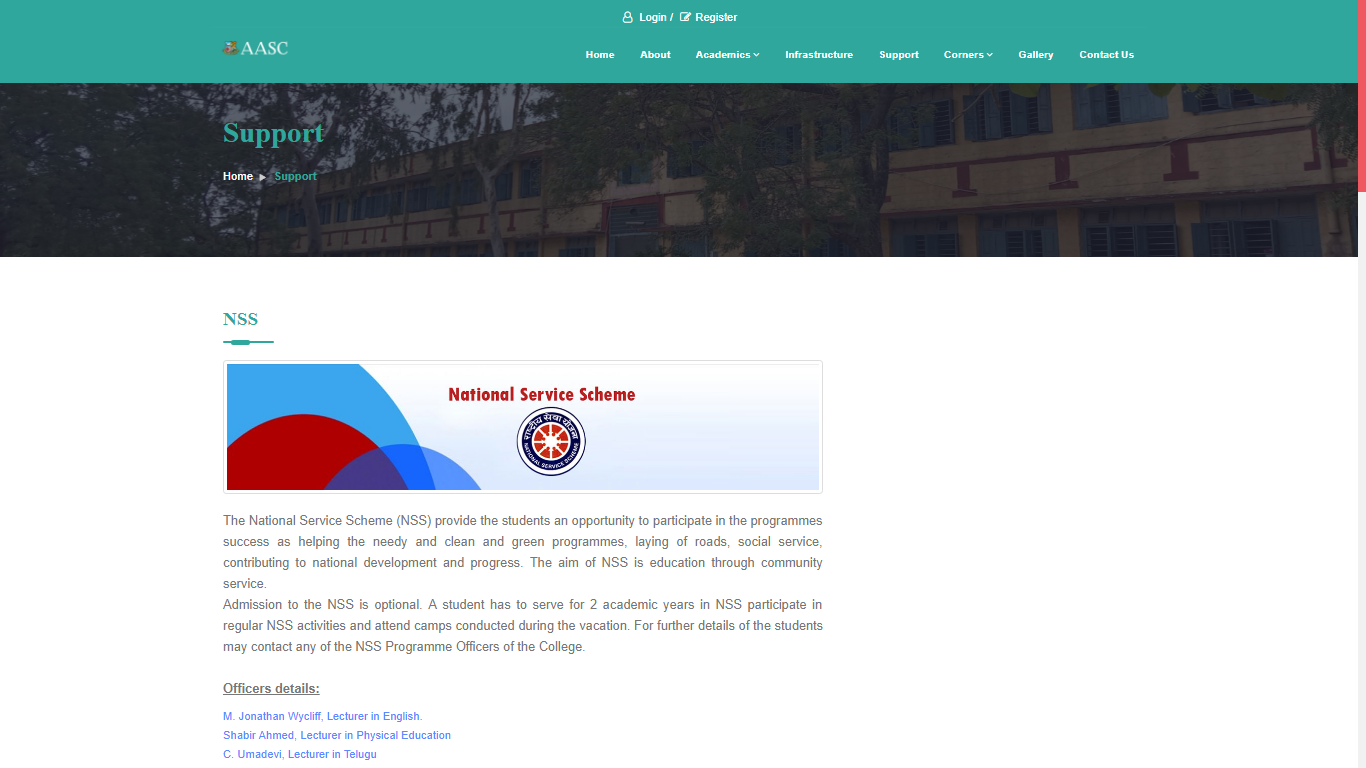 Login / Register
AASC
Home About Academics Infrastructure Support Corners Gallery Contact Us
Support
Home Support
NSS
National Service Scheme
राष्ट्रीय सेवा योजना
NATIONAL SERVICE SCHEME
The National Service Scheme (NSS) provide the students an opportunity to participate in the programmes
success as helping the needy and clean and green programmes, laying of roads, social service,
contributing to national development and progress. The aim of NSS is education through community
service.
Admission to the NSS is optional. A student has to serve for 2 academic years in NSS participate in
regular NSS activities and attend camps conducted during the vacation. For further details of the students
may contact any of the NSS Programme Officers of the College.
Officers details:
M. Jonathan Wycliff, Lecturer in English.
Shabir Ahmed, Lecturer in Physical Education
C. Umadevi, Lecturer in Telugu